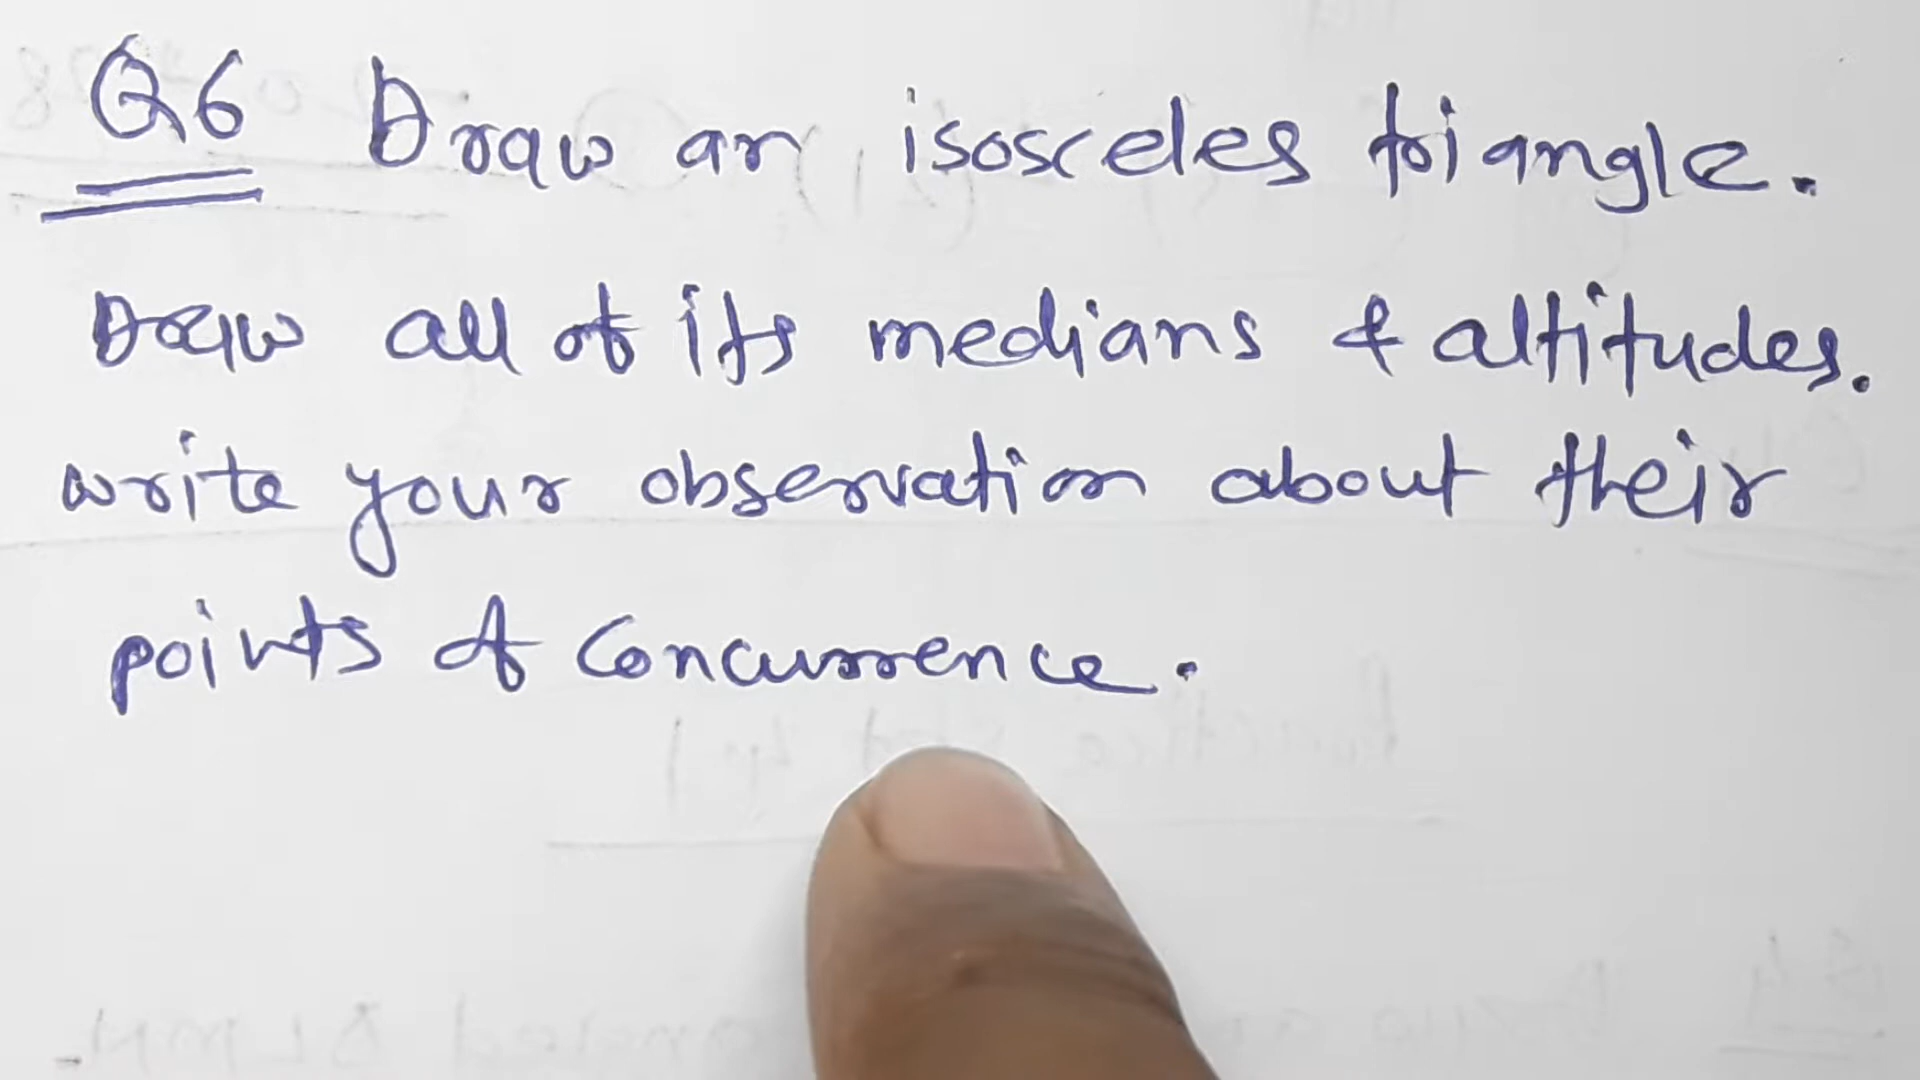 Q6 Draw an isosceles triangle.
Draw all of its medians & altitudes.
write your observation about their
points of concurrence.